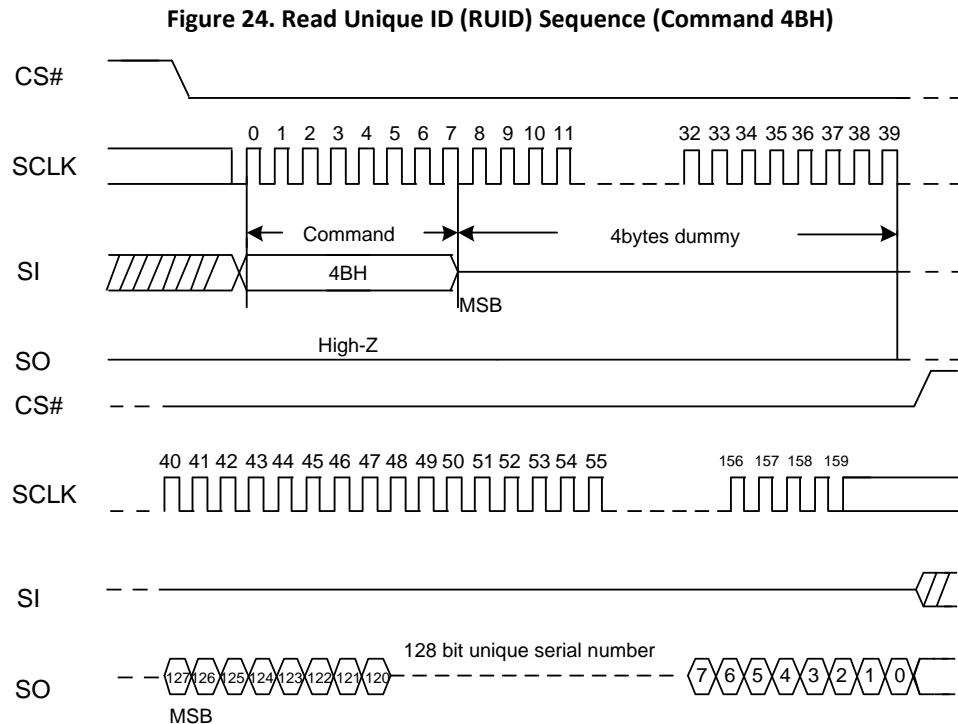 Figure 24. Read Unique ID (RUID) Sequence (Command 4BH)
CS#
0 1 2 3 4 5 6 7 8 9 10 11 32 33 34 35 36 37 38 39
SCLK
Command 4bytes dummy
SI 4BH
MSB
High-Z
SO
CS#
40 41 42 43 44 45 46 47 48 49 50 51 52 53 54 55 156 157 158 159
SCLK
SI
128 bit unique serial number
SO 127 126 125 124 123 122 121 120 7 6 5 4 3 2 1 0
MSB